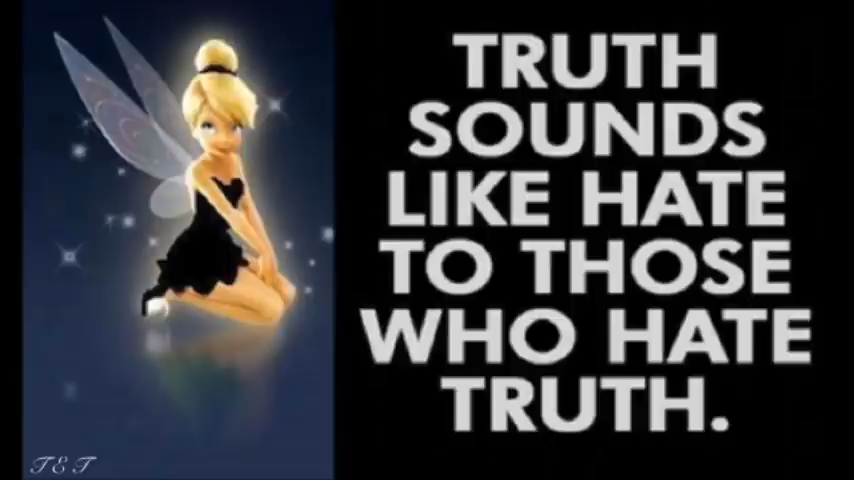 TRUTH
SOUNDS
LIKE HATE
TO THOSE
WHO HATE
TRUTH.
T&T